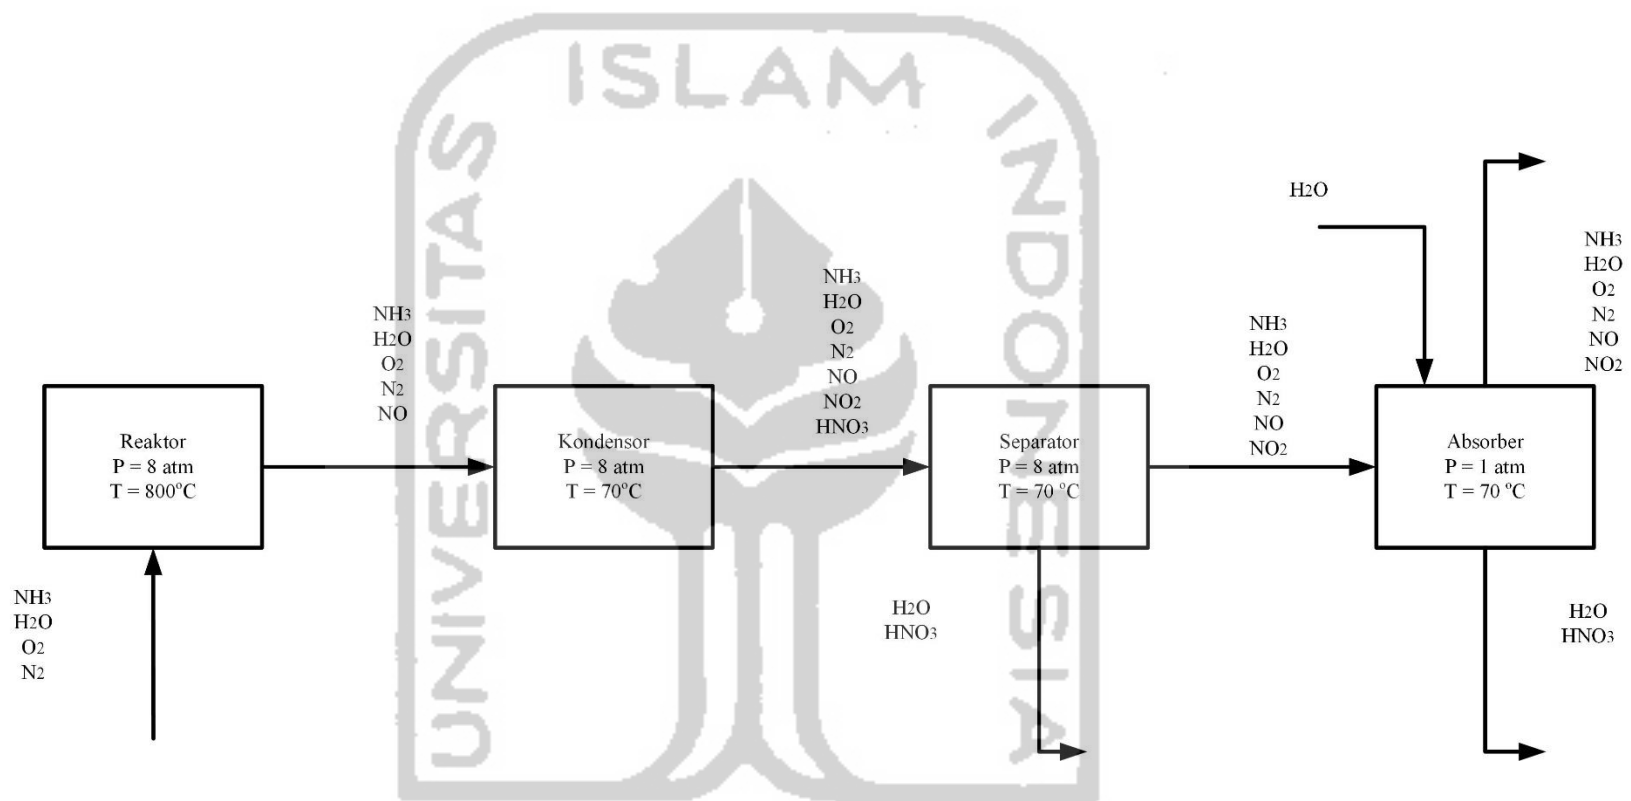 UNIVERSITAS
ISLAM
INDONESIA
NH3
H2O
O2
N2
Reaktor
P = 8 atm
T = 800°C
NH3
H2O
O2
N2
NO
Kondensor
P = 8 atm
T = 70°C
NH3
H2O
O2
N2
NO
NO2
HNO3
Separator
P = 8 atm
T = 70 °C
H2O
HNO3
NH3
H2O
O2
N2
NO
NO2
H2O
Absorber
P = 1 atm
T = 70 °C
NH3
H2O
O2
N2
NO
NO2
H2O
HNO3